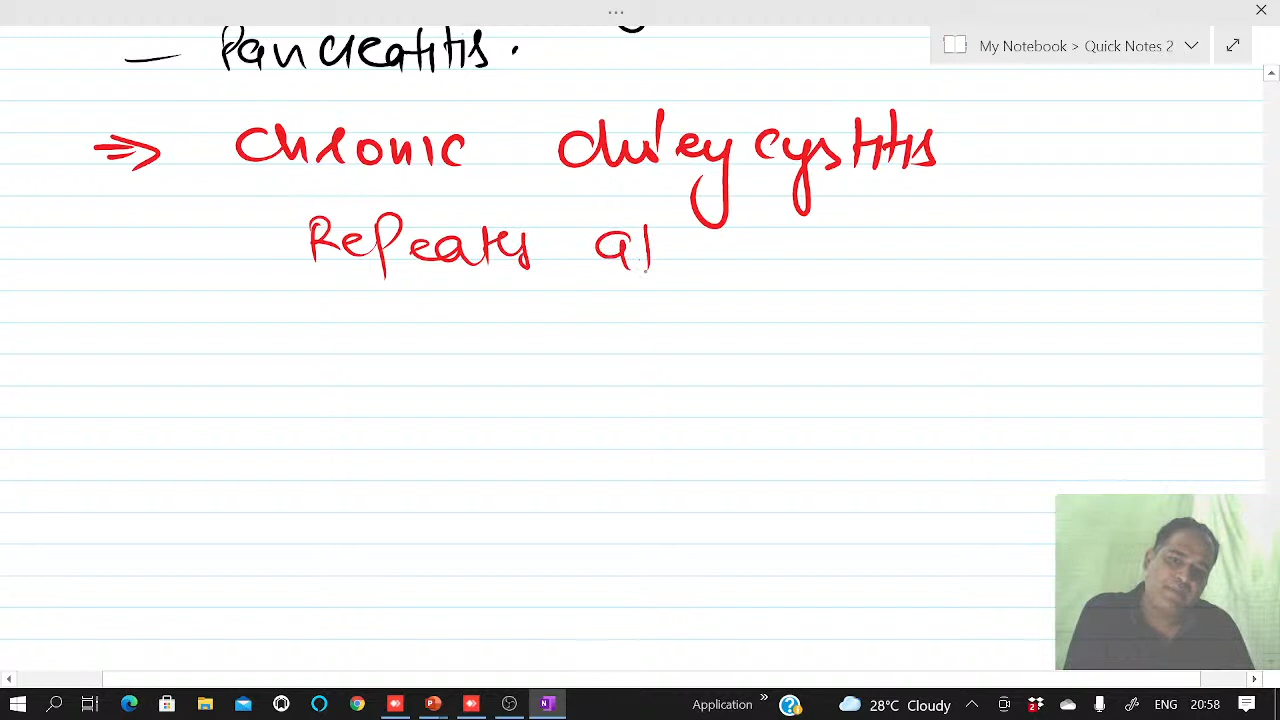 My Notebook > Quick Notes 2
— Pancreatitis.
⇒ Chronic Choleycystitis
Repeats
Application
28°C Cloudy
ENG
20:58